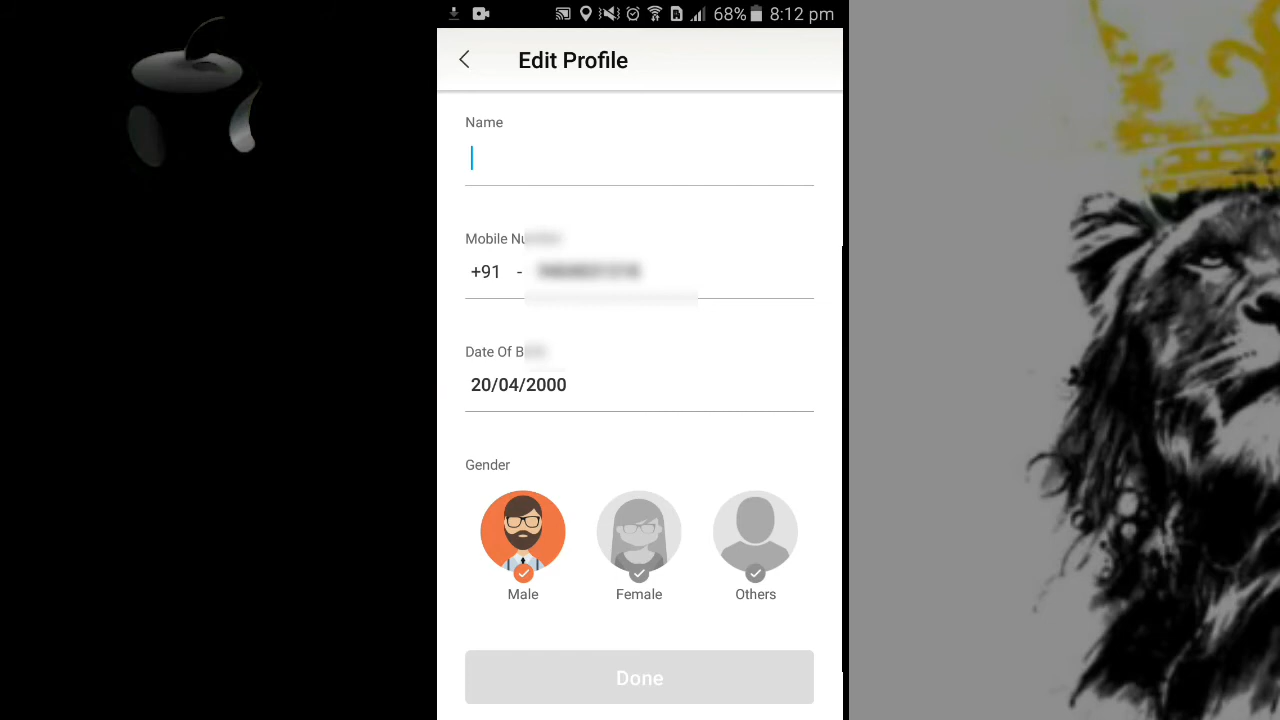 68% 8:12 pm
Edit Profile
Name
Mobile
+91 -
Date Of
20/04/2000
Gender
Male Female Others
Done